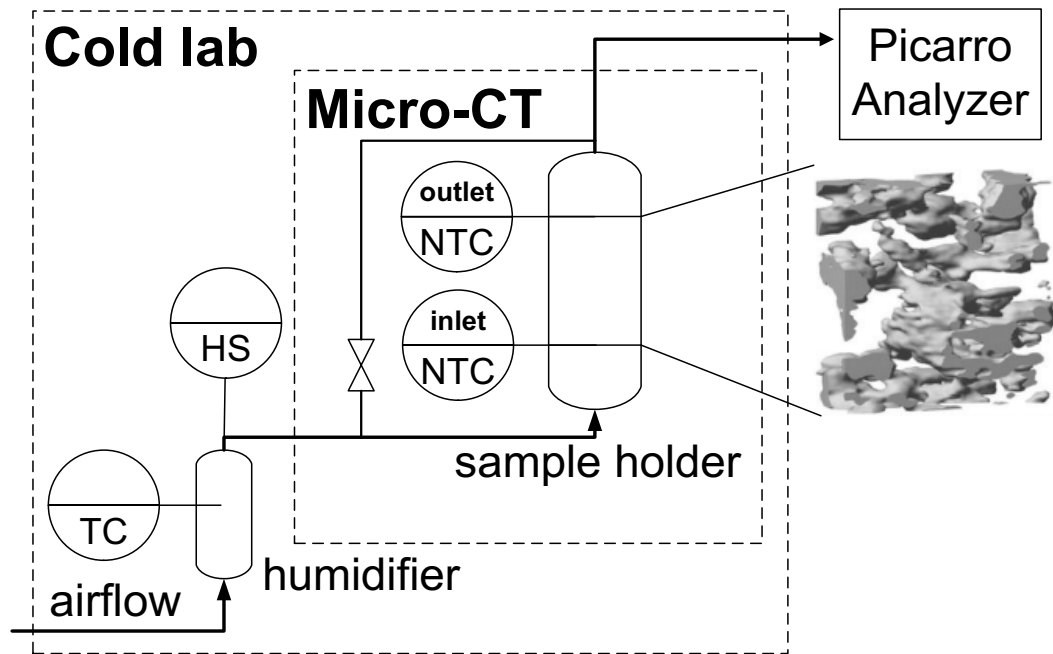 Cold lab
Picarro
Analyzer
Micro-CT
outlet
NTC
inlet
NTC
HS
sample holder
TC
humidifier
airflow